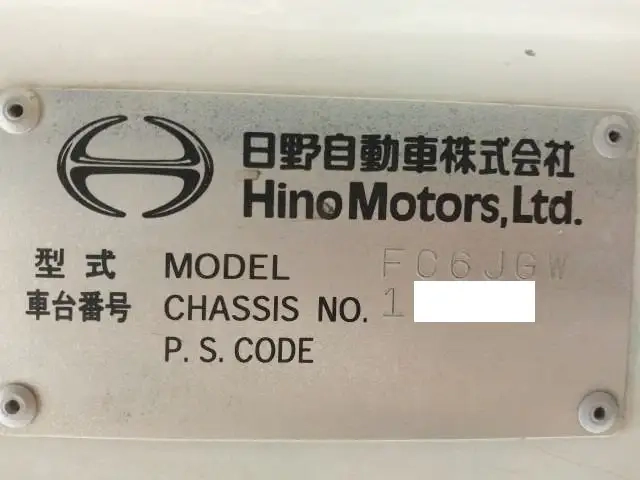 日野自動車株式会社
Hino Motors, Ltd.
型式 MODEL FC6JGW
車台番号 CHASSIS NO. 1
P. S. CODE